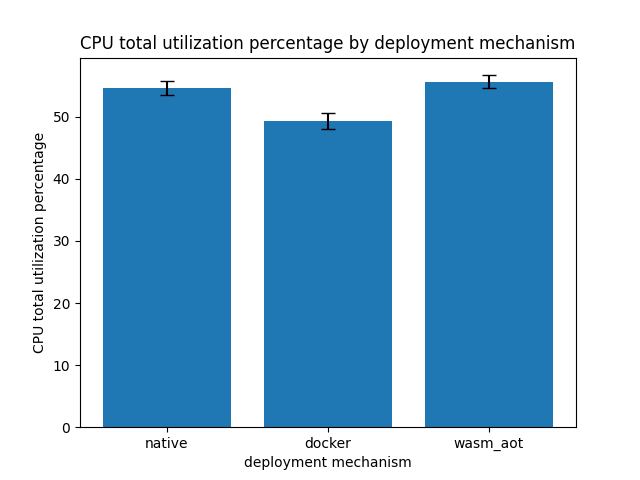 CPU total utilization percentage by deployment mechanism
CPU total utilization percentage
50
40
30
20
10
0
native
docker
wasm_aot
deployment mechanism